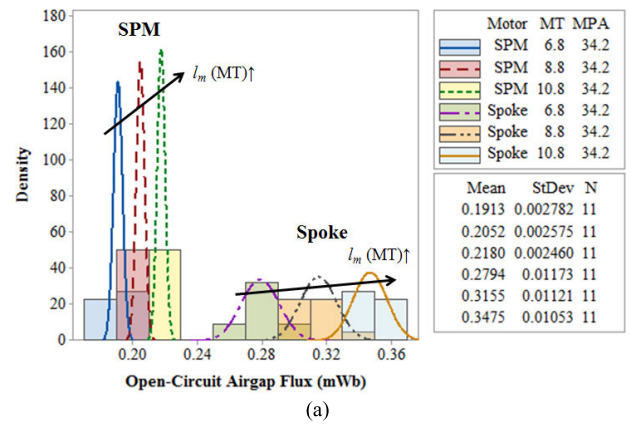 SPM
l_m (MT)↑
Spoke
l_m (MT)↑
Density
180
160
140
120
100
80
60
40
20
0
0.20 0.24 0.28 0.32 0.36
Open-Circuit Airgap Flux (mWb)
Motor MT MPA
SPM 6.8 34.2
SPM 8.8 34.2
SPM 10.8 34.2
Spoke 6.8 34.2
Spoke 8.8 34.2
Spoke 10.8 34.2
Mean StDev N
0.1913 0.002782 11
0.2052 0.002575 11
0.2180 0.002460 11
0.2794 0.01173 11
0.3155 0.01121 11
0.3475 0.01053 11
(a)